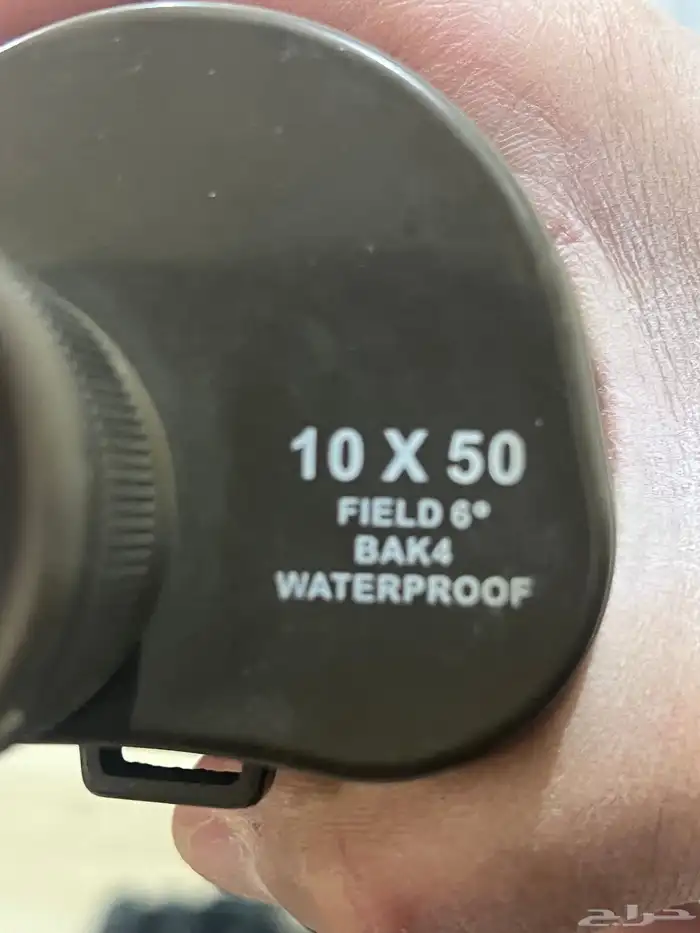 10 X 50
FIELD 6°
BAK4
WATERPROOF
حراج